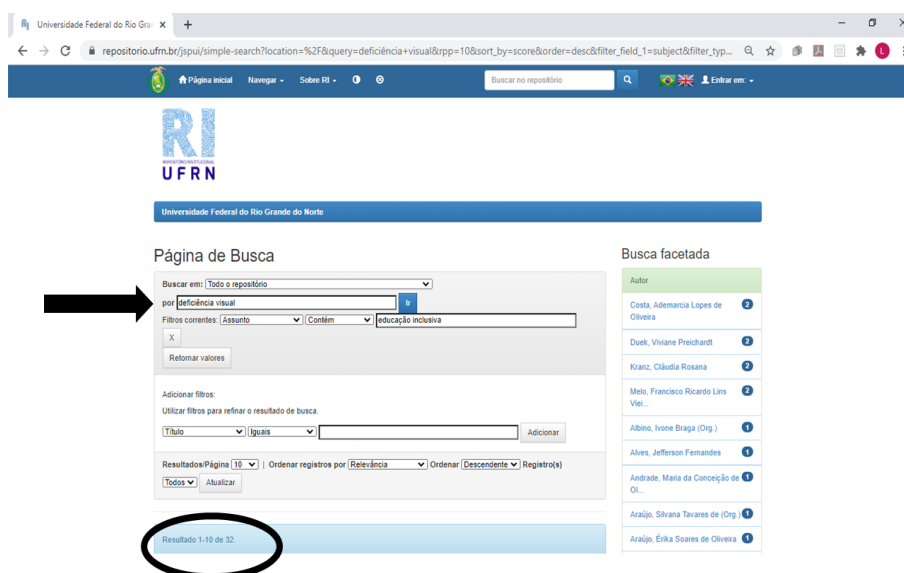 Universidade Federal do Rio Gran
repositorio.ufrn.br/jspui/simple-search?location=%2F&query=deficiência+visual&rpp=10&sort_by=score&order=desc&filter_field_1=subject&filter_typ...
L
Página inicial Navegar Sobre RI Buscar no repositório Entrar em:
RI
REPOSITÓRIO INSTITUCIONAL
UFRN
Universidade Federal do Rio Grande do Norte
Página de Busca
Buscar em: Todo o repositório
por deficiência visual Ir
Filtros correntes: Assunto Contém educação inclusiva
X
Retornar valores
Adicionar filtros:
Utilizar filtros para refinar o resultado de busca.
Título Iguais Adicionar
Resultados/Página 10 | Ordenar registros por Relevância Ordenar Descendente Registro(s)
Todos Atualizar
Resultado 1-10 de 32.
Busca facetada
Autor
Costa, Ademarcia Lopes de 2
Oliveira
Duek, Viviane Preichardt 2
Kranz, Cláudia Rosana 2
Melo, Francisco Ricardo Lins 2
Viei...
Albino, Ivone Braga (Org.) 1
Alves, Jefferson Fernandes 1
Andrade, Maria da Conceição de 1
Ol...
Araújo, Silvana Tavares de (Org.) 1
Araújo, Érika Soares de Oliveira 1